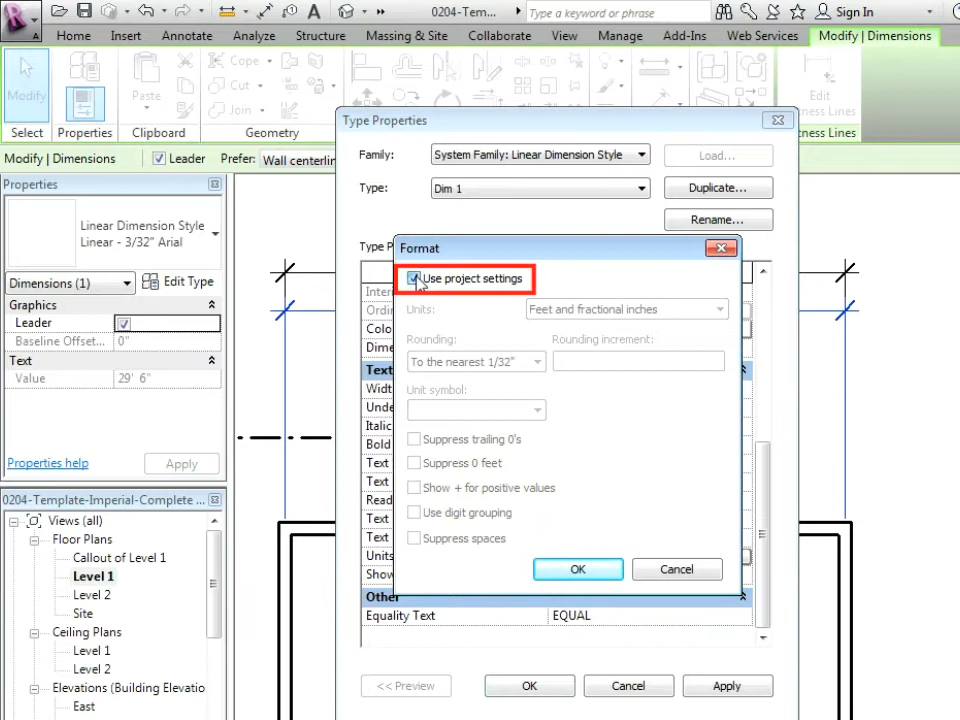 0204-Tem...
Type a keyword or phrase
Sign In
Home
Insert
Annotate
Analyze
Structure
Massing & Site
Collaborate
View
Manage
Add-Ins
Web Services
Modify | Dimensions
Modify
Paste
Cope
Cut
Join
Edit
Select
Properties
Clipboard
Geometry
Modify | Dimensions
Leader
Prefer:
Properties
Linear Dimension Style
Linear - 3/32" Arial
Dimensions (1)
Edit Type
Graphics
Leader
Baseline Offset...
0"
Text
Value
29' 6"
Properties help
Apply
0204-Template-Imperial-Complete ...
Views (all)
Floor Plans
Callout of Level 1
Level 1
Level 2
Site
Ceiling Plans
Level 1
Level 2
Elevations (Building Elevatio
East
Type Properties
Family:
System Family: Linear Dimension Style
Load...
Type:
Dim 1
Duplicate...
Rename...
Type P
Format
Use project settings
Units:
Feet and fractional inches
Rounding:
Rounding increment:
To the nearest 1/32"
Unit symbol:
Suppress trailing 0's
Suppress 0 feet
Show + for positive values
Use digit grouping
Suppress spaces
OK
Cancel
Inter
Ordin
Colo
Dime
Text
Widt
Unde
Italic
Bold
Text
Text
Read
Text
Text
Units
Show
Other
Equality Text
EQUAL
<< Preview
OK
Cancel
Apply